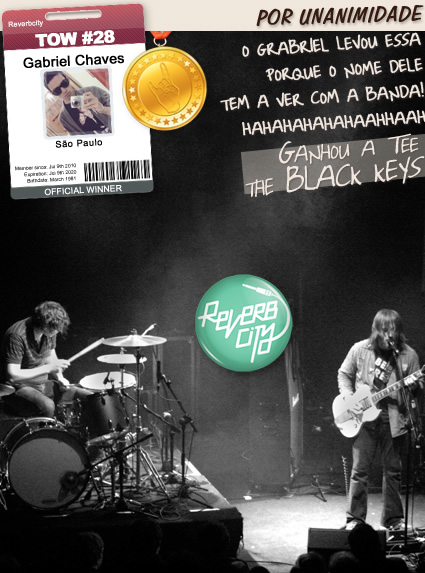 Reverbcity
TOW #28
Gabriel Chaves
São Paulo
Member since: Jul 9th 2010
Expiration: Jul 9th 2020
Birthdate: March 1981
OFFICIAL WINNER
POR UNANIMIDADE
O GRABRIEL LEVOU ESSA
PORQUE O NOME DELE
TEM A VER COM A BANDA!
HAHAHAHAHAHAAHHAAH
GANHOU A TEE
THE BLACK KEYS
REVERB
CITY